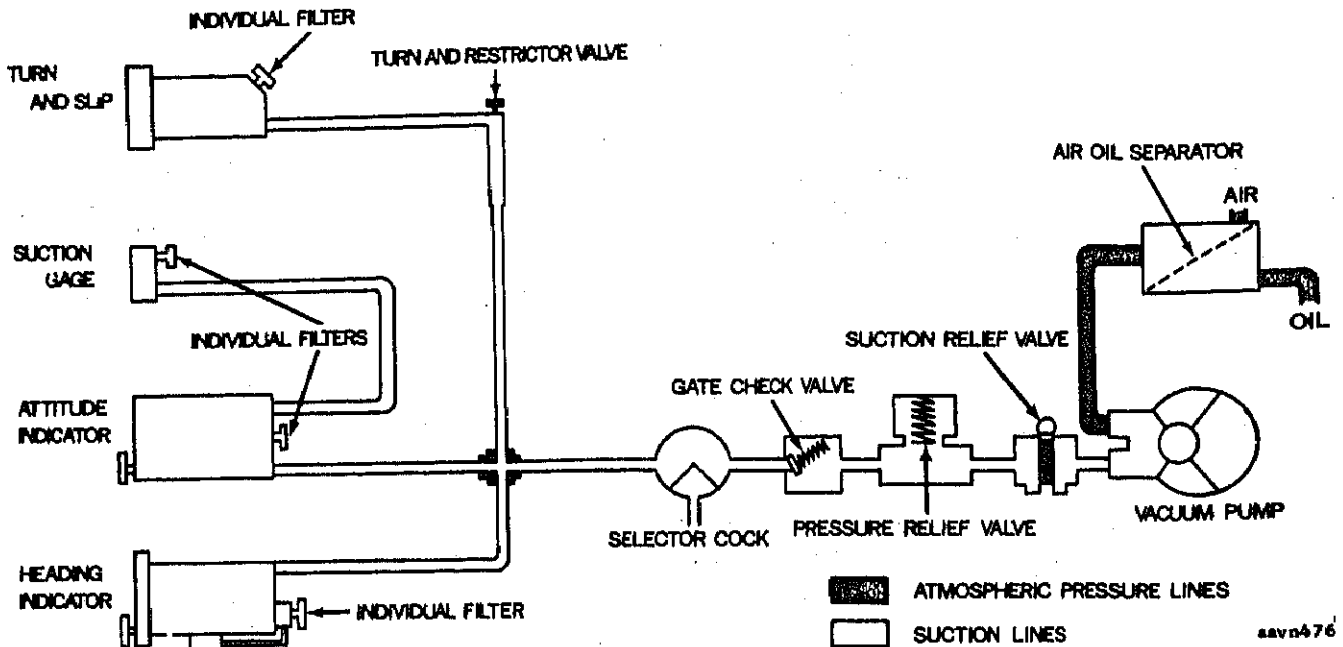 INDIVIDUAL FILTER
TURN
AND SLIP
TURN AND RESTRICTOR VALVE
AIR OIL SEPARATOR
AIR
SUCTION
GAGE
OIL
INDIVIDUAL FILTERS
SUCTION RELIEF VALVE
GATE CHECK VALVE
ATTITUDE
INDICATOR
SELECTOR COCK
PRESSURE RELIEF VALVE
VACUUM PUMP
HEADING
INDICATOR
INDIVIDUAL FILTER
ATMOSPHERIC PRESSURE LINES
SUCTION LINES
aavn476